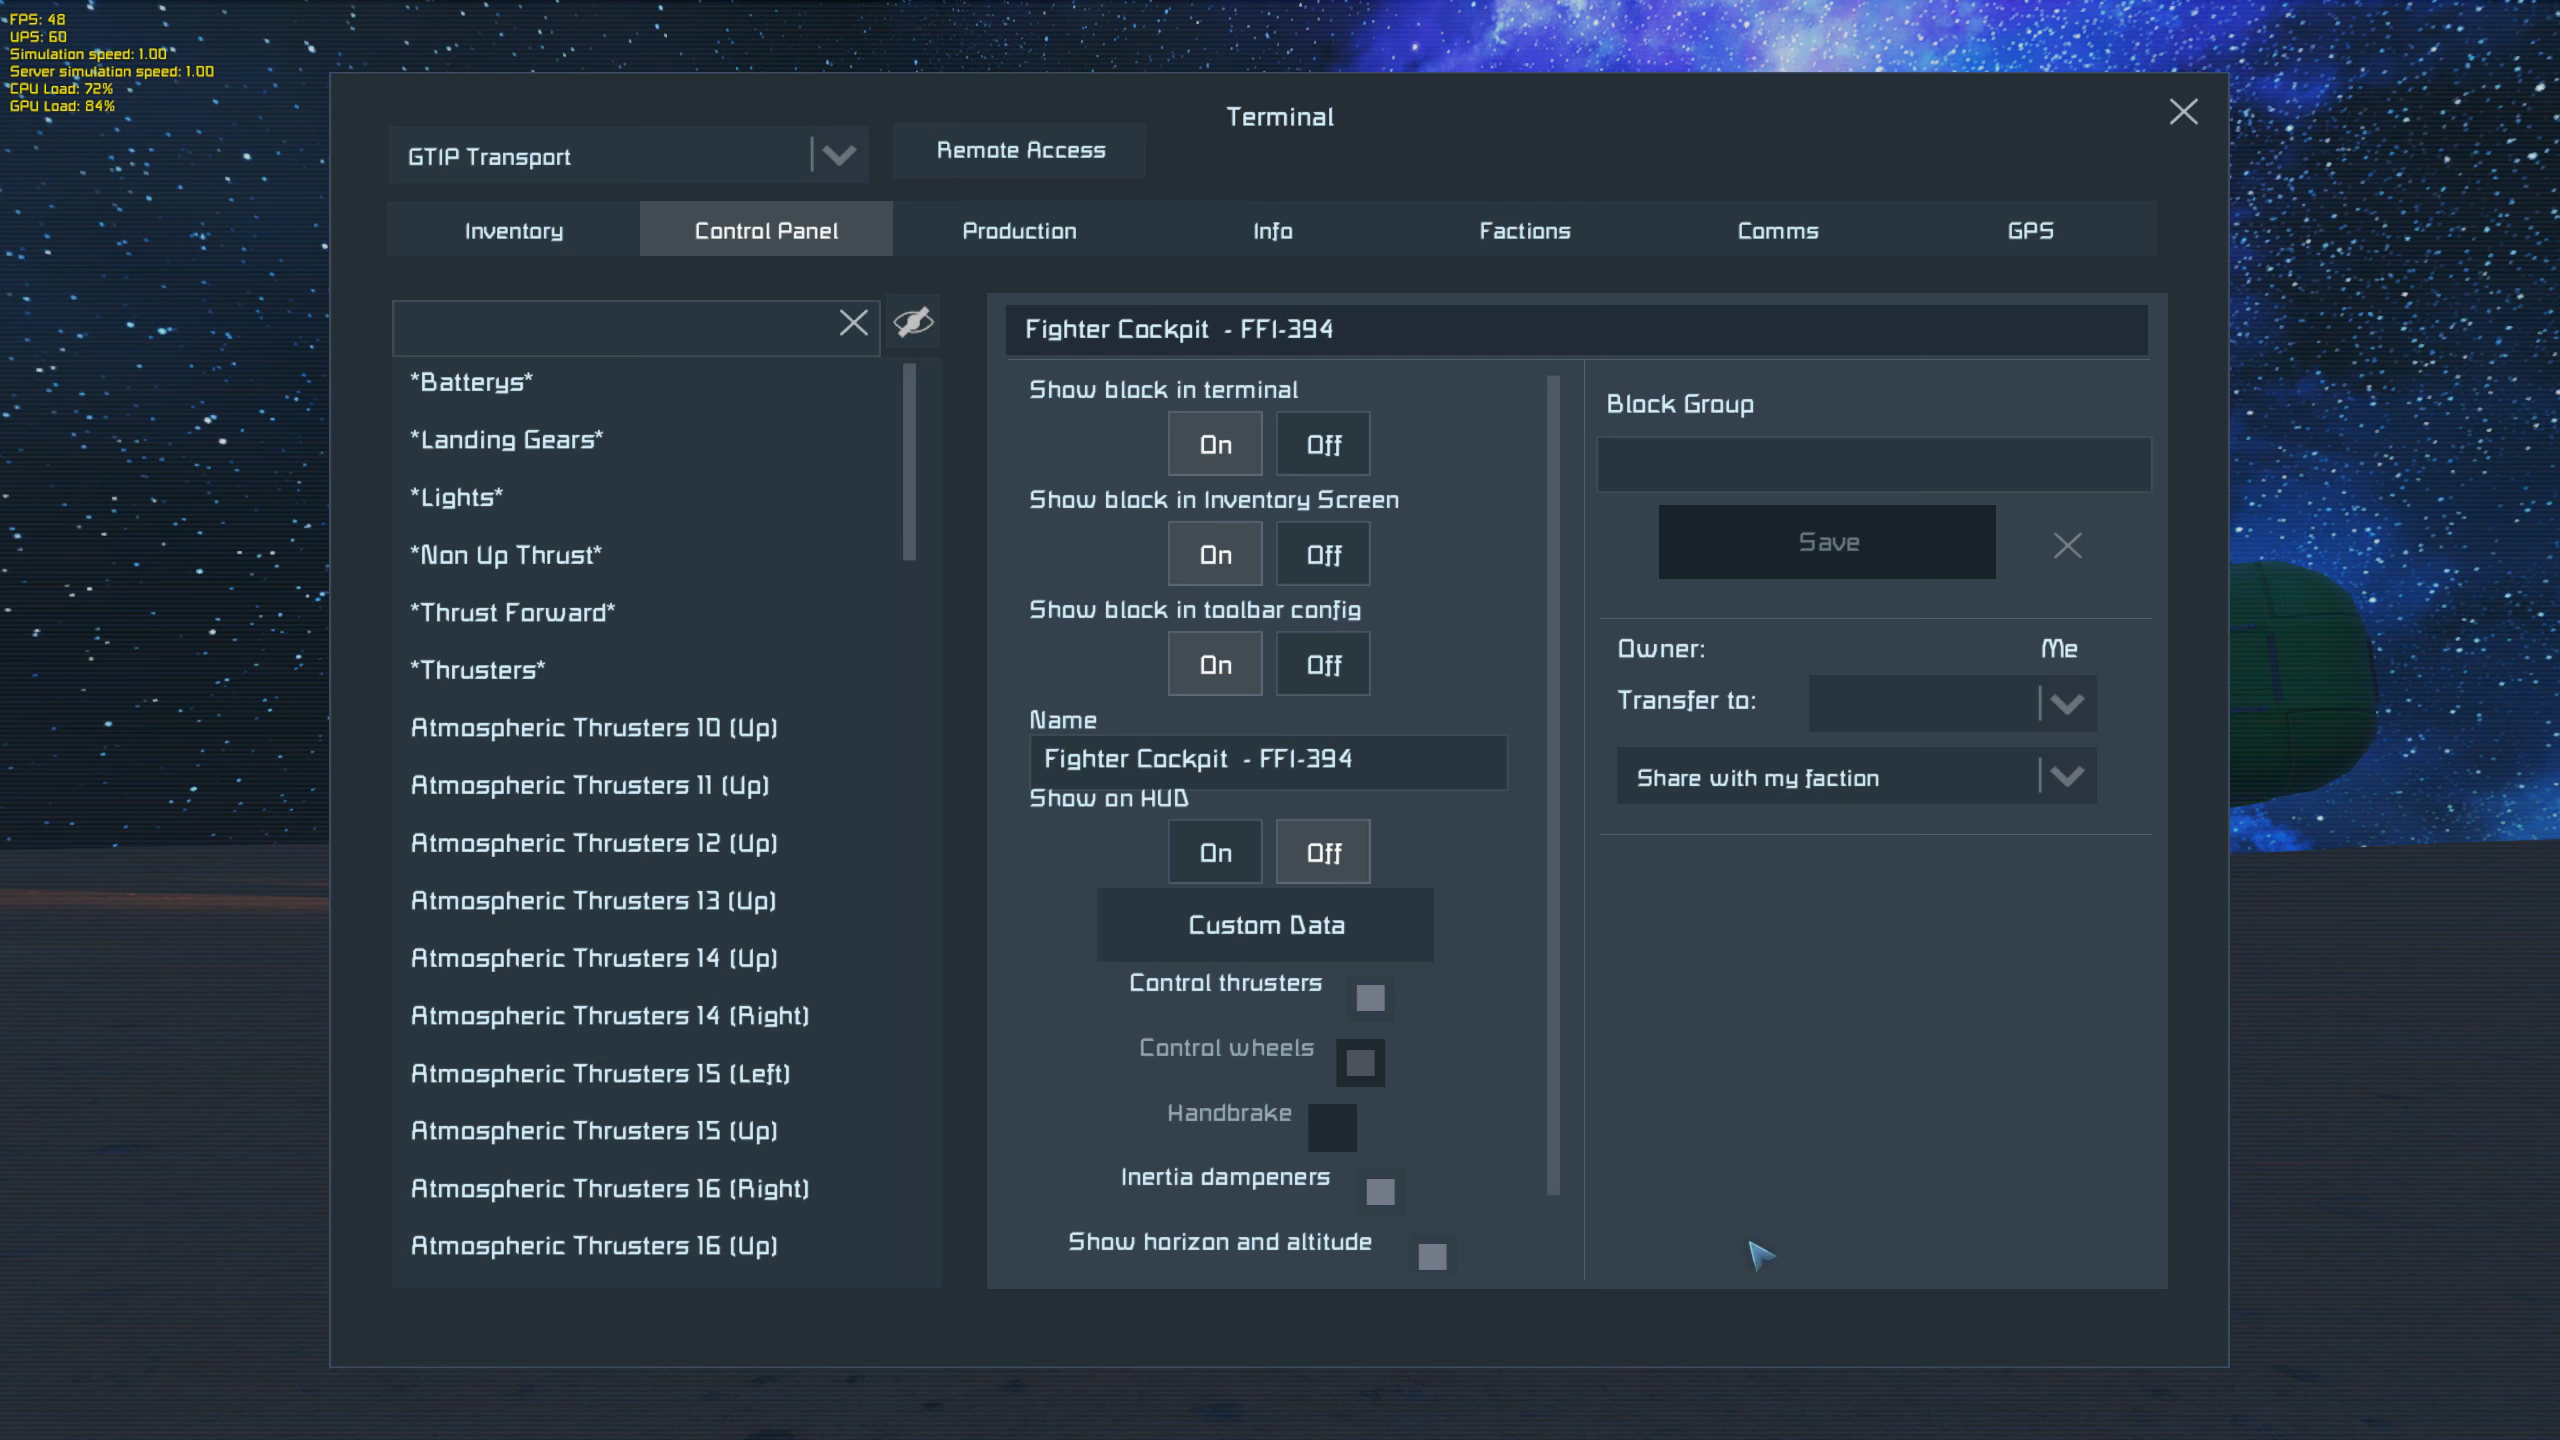 FPS: 48
UPS: 60
Simulation speed: 1.00
Server simulation speed: 1.00
CPU Load: 72%
GPU Load: 84%
Terminal
GTIP Transport
Remote Access
Inventory
Control Panel
Production
Info
Factions
Comms
GPS
*Batterys*
*Landing Gears*
*Lights*
*Non Up Thrust*
*Thrust Forward*
*Thrusters*
Atmospheric Thrusters 10 (Up)
Atmospheric Thrusters 11 (Up)
Atmospheric Thrusters 12 (Up)
Atmospheric Thrusters 13 (Up)
Atmospheric Thrusters 14 (Up)
Atmospheric Thrusters 14 (Right)
Atmospheric Thrusters 15 (Left)
Atmospheric Thrusters 15 (Up)
Atmospheric Thrusters 16 (Right)
Atmospheric Thrusters 16 (Up)
Fighter Cockpit - FFI-394
Show block in terminal
On Off
Show block in Inventory Screen
On Off
Show block in toolbar config
On Off
Name
Fighter Cockpit - FFI-394
Show on HUD
On Off
Custom Data
Control thrusters
Control wheels
Handbrake
Inertia dampeners
Show horizon and altitude
Block Group
Save
Owner: Me
Transfer to:
Share with my faction